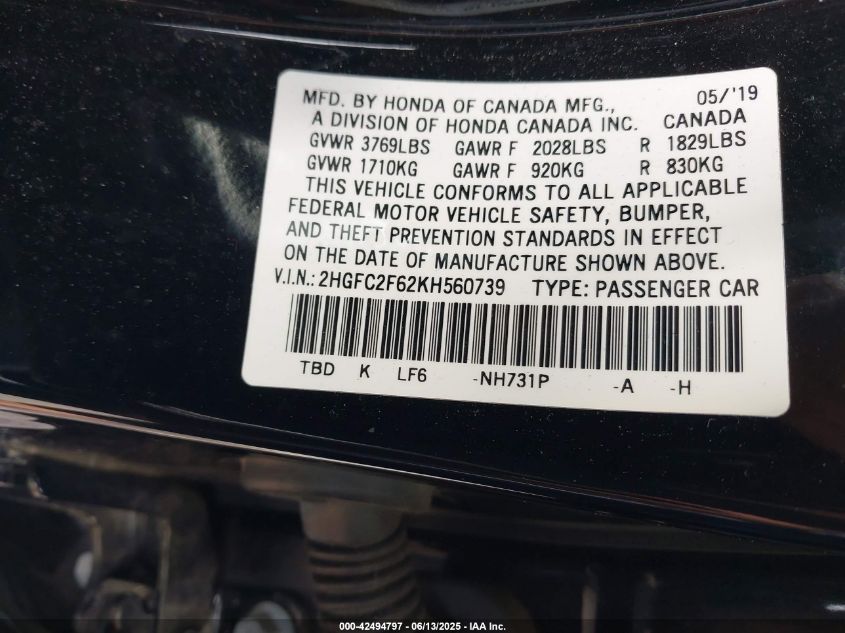 MFD. BY HONDA OF CANADA MFG., 05/'19
A DIVISION OF HONDA CANADA INC. CANADA
GVWR 3769LBS GAWR F 2028LBS R 1829LBS
GVWR 1710KG GAWR F 920KG R 830KG
THIS VEHICLE CONFORMS TO ALL APPLICABLE
FEDERAL MOTOR VEHICLE SAFETY, BUMPER,
AND THEFT PREVENTION STANDARDS IN EFFECT
ON THE DATE OF MANUFACTURE SHOWN ABOVE.
V.I.N.: 2HGFC2F62KH560739 TYPE: PASSENGER CAR
TBD K LF6 -NH731P -A -H
000-42494797 - 06/13/2025 - IAA Inc.